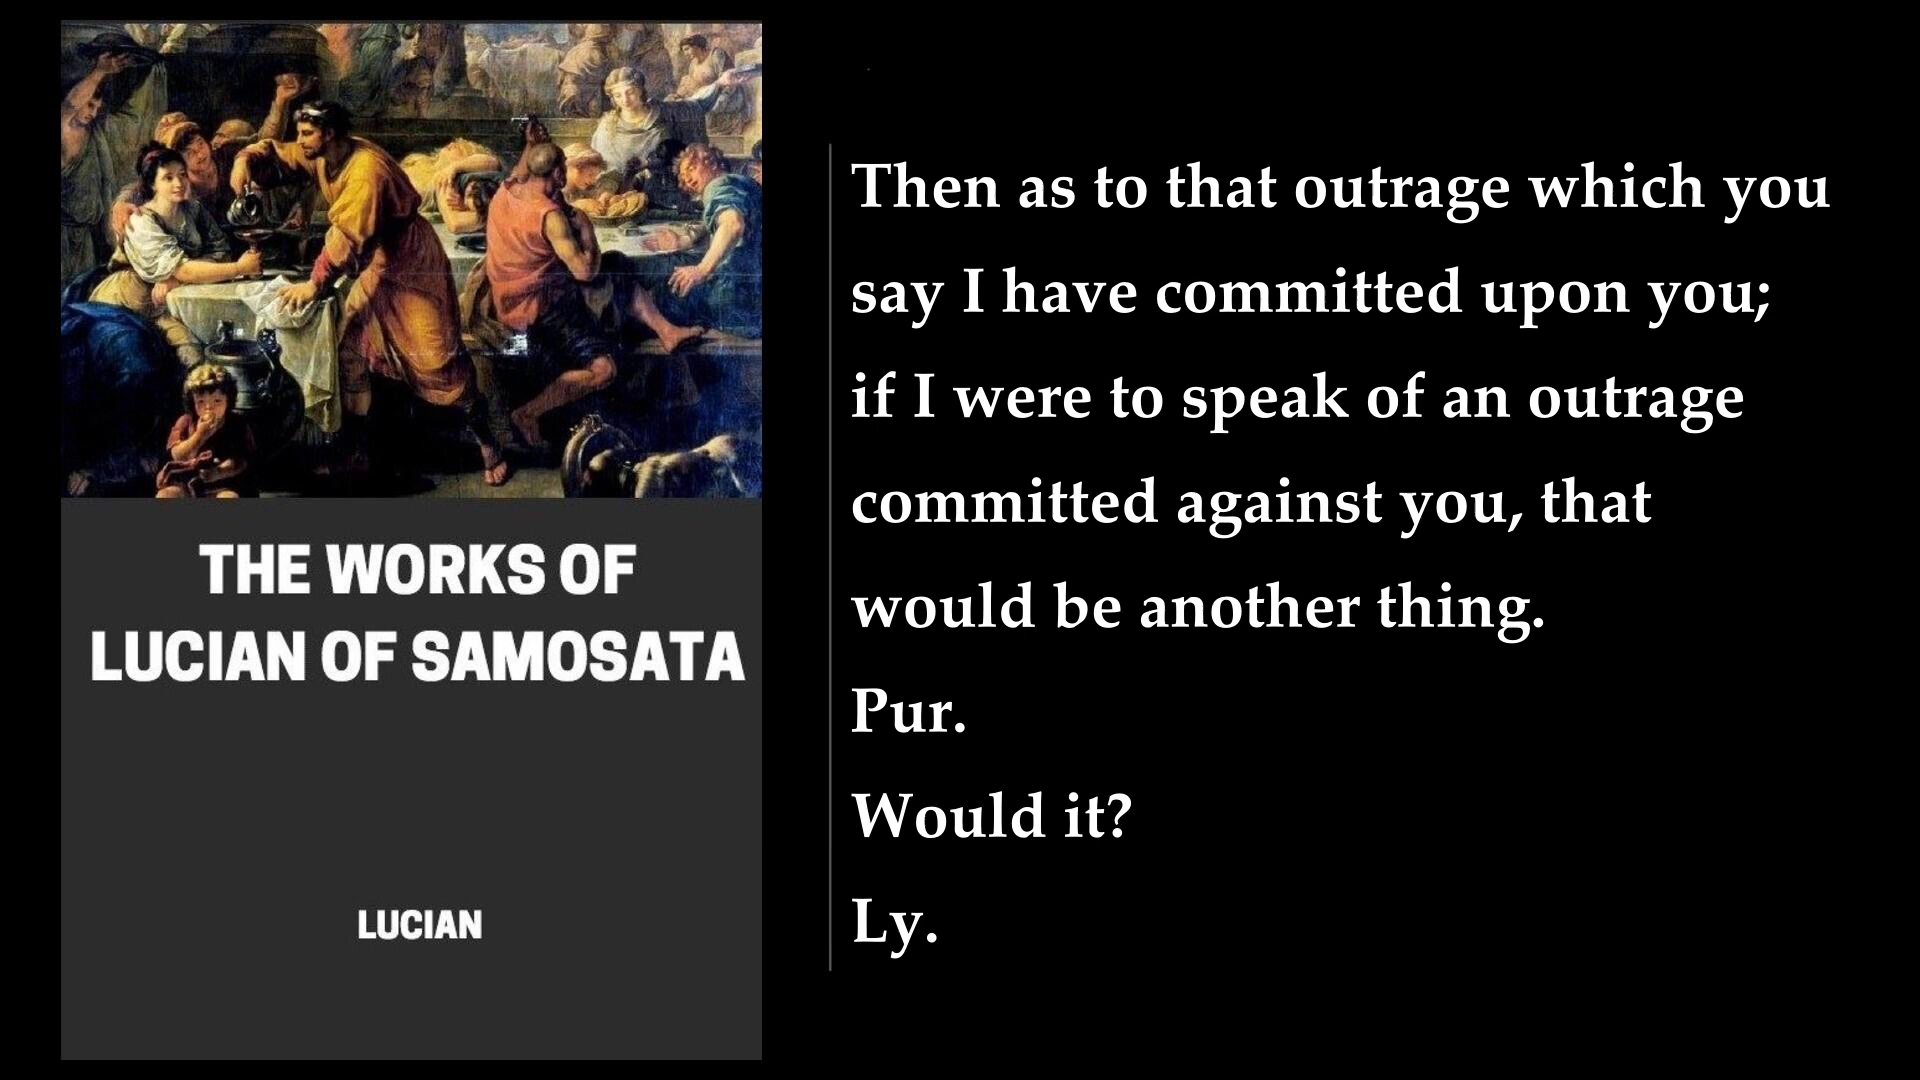 THE WORKS OF
LUCIAN OF SAMOSATA
LUCIAN
Then as to that outrage which you
say I have committed upon you;
if I were to speak of an outrage
committed against you, that
would be another thing.
Pur.
Would it?
Ly.